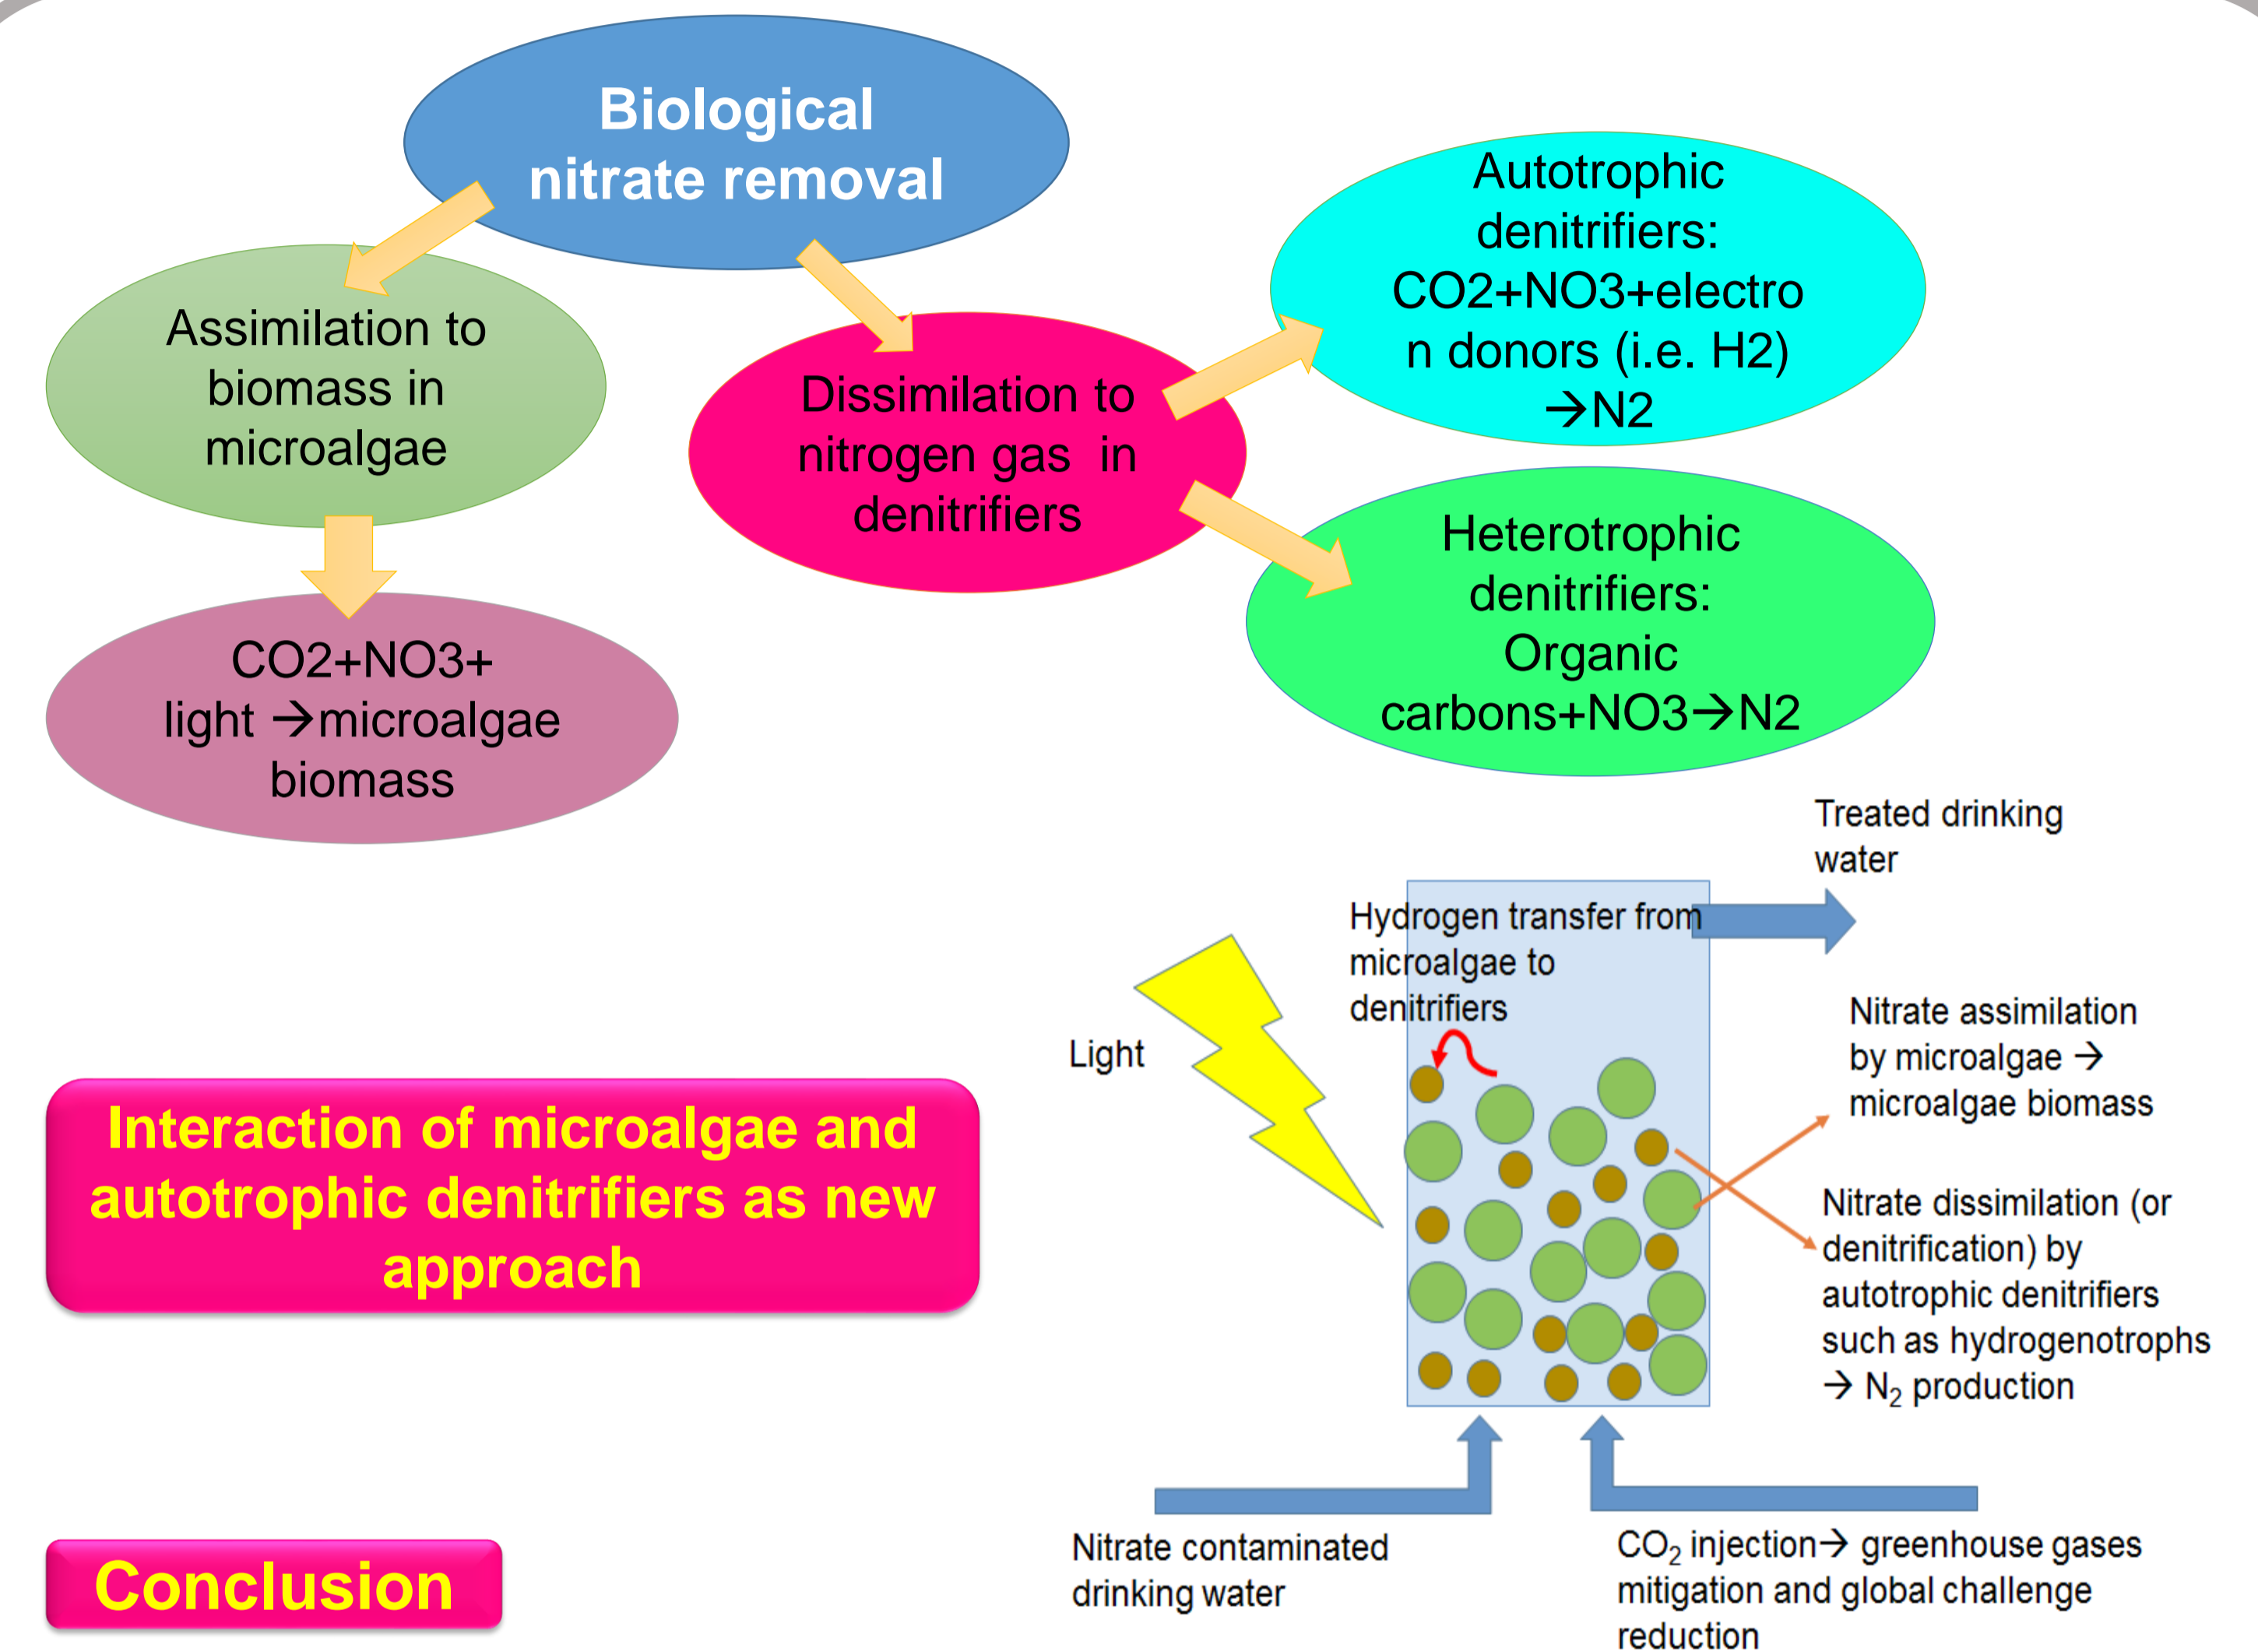 Biological
nitrate removal
Assimilation to
biomass in
microalgae
CO2+NO3+
light →microalgae
biomass
Dissimilation to
nitrogen gas  in
denitrifiers
Autotrophic
denitrifiers:
CO2+NO3+electro
n donors (i.e. H2)
→N2
Heterotrophic
denitrifiers:
Organic
carbons+NO3→N2
Interaction of microalgae and
autotrophic denitrifiers as new
approach
Treated drinking
water
Hydrogen transfer from
microalgae to
denitrifiers
Light
Nitrate assimilation
by microalgae →
microalgae biomass
Nitrate dissimilation (or
denitrification) by
autotrophic denitrifiers
such as hydrogenotrophs
→ N₂ production
Nitrate contaminated
drinking water
CO₂ injection→ greenhouse gases
mitigation and global challenge
reduction
Conclusion